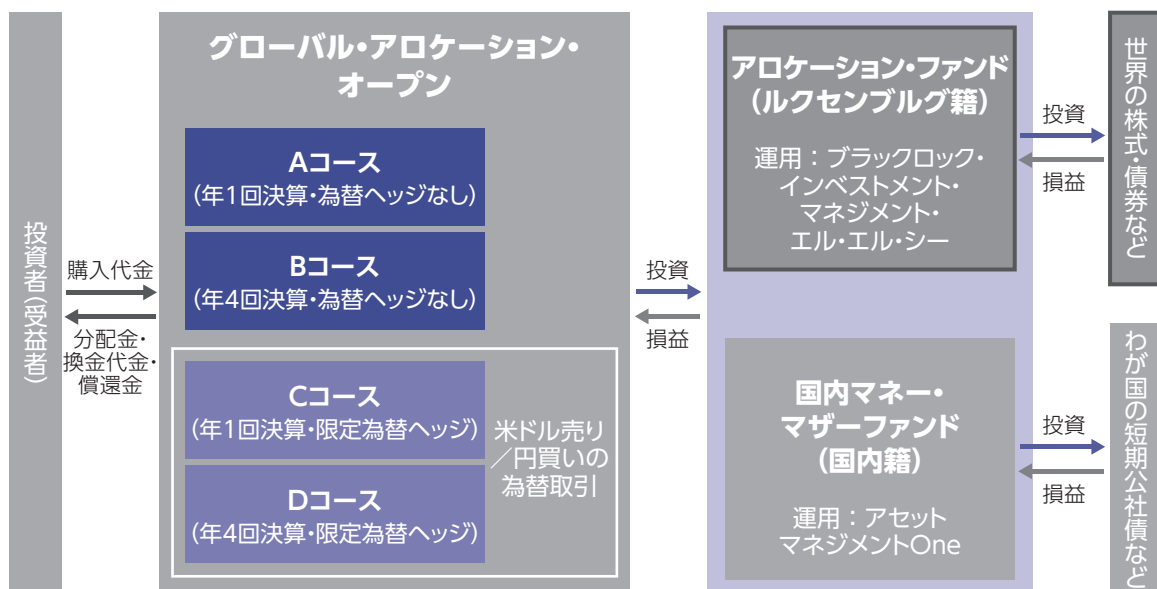 投資者(受益者)
購入代金
分配金・
換金代金・
償還金
グローバル・アロケーション・
オープン
Aコース
(年1回決算・為替ヘッジなし)
Bコース
(年4回決算・為替ヘッジなし)
Cコース
(年1回決算・限定為替ヘッジ)
Dコース
(年4回決算・限定為替ヘッジ)
米ドル売り
/円買いの
為替取引
投資
損益
アロケーション・ファンド
(ルクセンブルグ籍)
運用:ブラックロック・
インベストメント・
マネジメント・
エル・エル・シー
投資
損益
世界の株式・債券など
国内マネー・
マザーファンド
(国内籍)
運用:アセット
マネジメントOne
投資
損益
わが国の短期公社債など